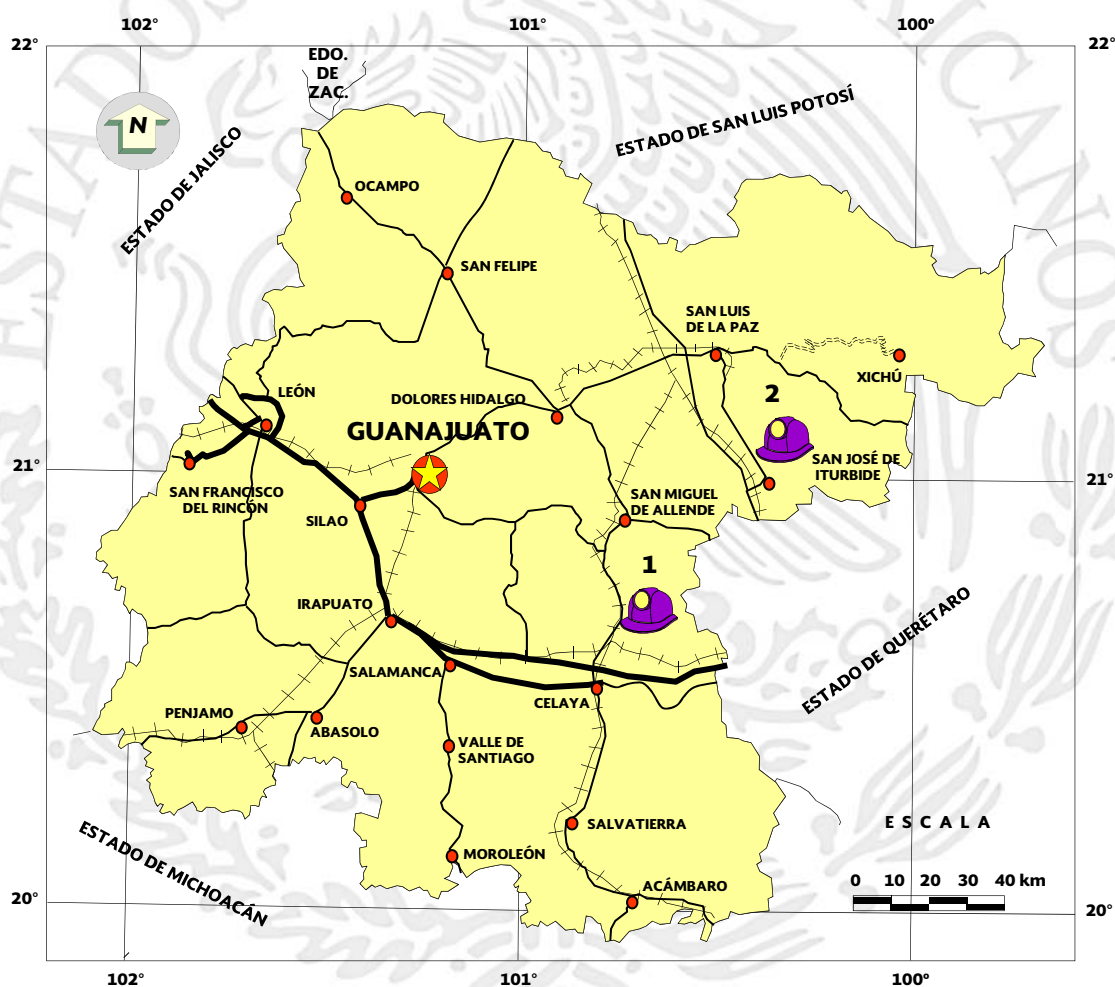 102°
101°
100°
22°
22°
EDO.
DE
ZAC.
ESTADO DE SAN LUIS POTOSÍ
N
ESTADO DE JALISCO
OCAMPO
SAN FELIPE
SAN LUIS
DE LA PAZ
XICHÚ
LEÓN
DOLORES HIDALGO
2
GUANAJUATO
21°
SAN JOSÉ DE
ITURBIDE
21°
SAN FRANCISCO
DEL RINCÓN
SILAO
SAN MIGUEL
DE ALLENDE
1
IRAPUATO
ESTADO DE QUERÉTARO
SALAMANCA
CELAYA
PENJAMO
ABASOLO
VALLE DE
SANTIAGO
SALVATIERRA
ESCALA
ESTADO DE MICHOACÁN
MOROLEÓN
ACÁMBARO
0 10 20 30 40 km
20°
20°
102°
101°
100°